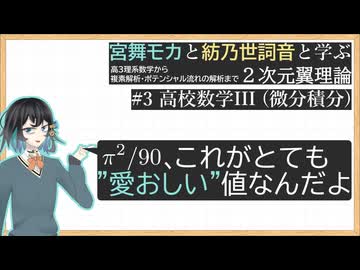 宮舞モカと紡乃世詞音と学ぶ
高3理系数学から
複素解析・ポテンシャル流れの解析まで
2次元翼理論
#3 高校数学III (微分積分)
π²/90、これがとても
”愛おしい”値なんだよ